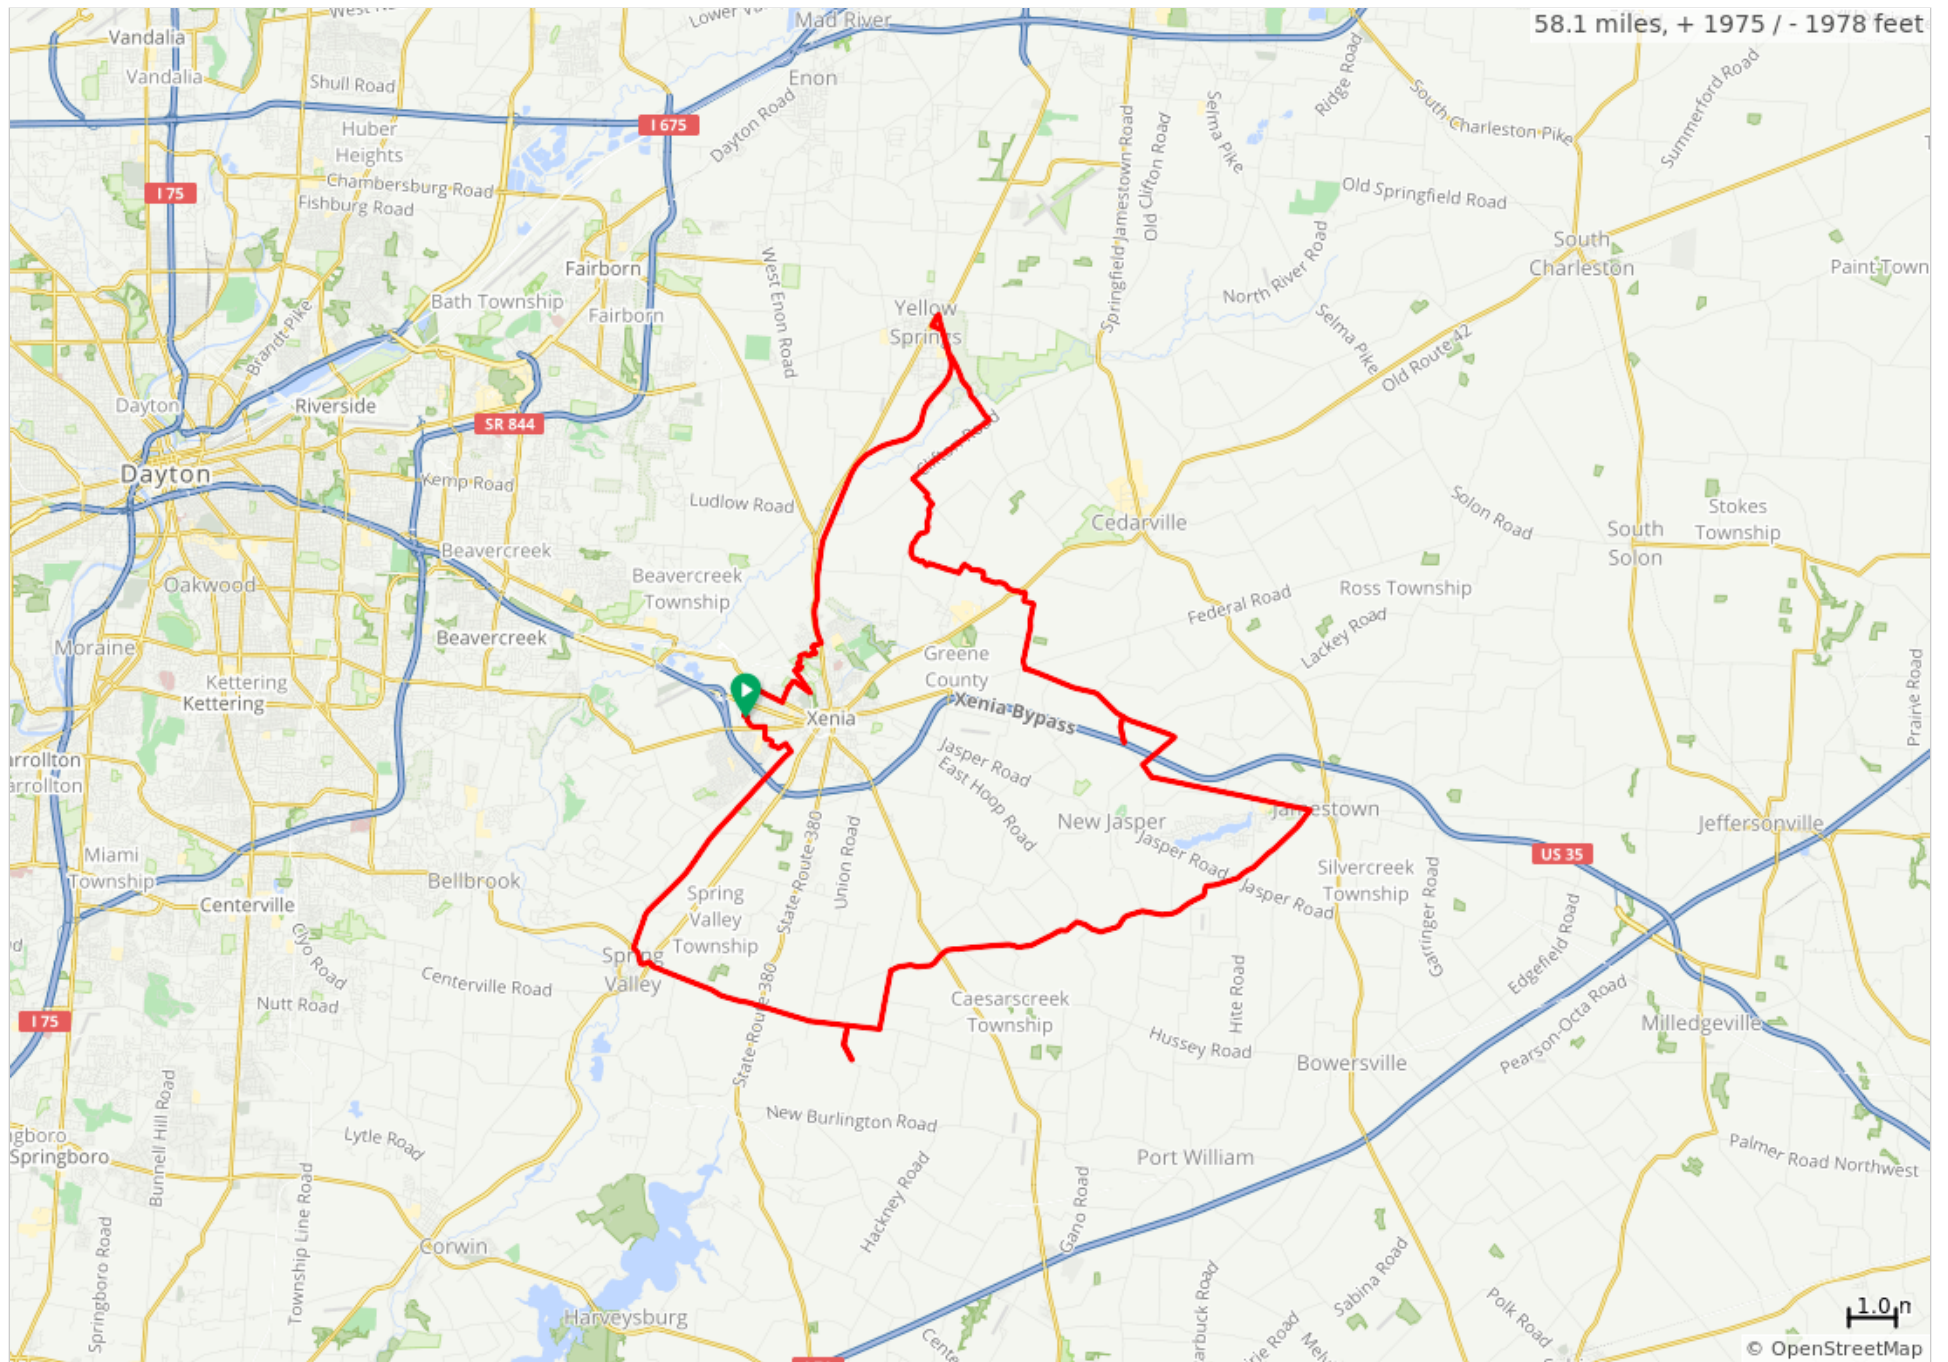 58.1 miles, + 1975 / - 1978 feet
Mad River
Vandalia
Vandalia
Shull Road
Enon
Ridge Road
Summerford Road
South Charleston Pike
Dayton Road
I 675
Huber
Heights
Selma Pike
Springfield Jamestown Road
Old Clifton Road
I 75
Chambersburg Road
Fishburg Road
Old Springfield Road
South
Charleston
North River Road
West Enon Road
Fairborn
Fairborn
Bath Township
Brandt Pike
Yellow
Springs
Selma Pike
Old Route 42
Paint Town
Dayton
Riverside
SR 844
Clifton Road
Dayton
Kemp Road
Ludlow Road
Cedarville
Solon Road
Stokes
Township
South
Solon
Beavercreek
Oakwood
Beavercreek
Township
Federal Road
Ross Township
Lackey Road
Beavercreek
Moraine
Greene
County
Kettering
Kettering
Prairie Road
Xenia
Xenia Bypass
Jasper Road
East Hoop Road
arrollton
arrollton
New Jasper
Jamestown
Jeffersonville
Jasper Road
Jasper Road
US 35
State Route 380
Union Road
Miami
Township
Bellbrook
Silvercreek
Township
Garringer Road
Centerville
Spring
Valley
Township
Clyo Road
Edgefield Road
Spring
Valley
Centerville Road
State Route 380
Nutt Road
Caesarscreek
Township
Hite Road
Pearson-Octa Road
I 75
Milledgeville
Hussey Road
Bowersville
Bunnell Hill Road
New Burlington Road
ngboro
Springboro
Lytle Road
Port William
Palmer Road Northwest
Township Line Road
Hackney Road
Gano Road
Springboro Road
Corwin
Sabina Road
Harveysburg
arbuck Road
Polk Road
1.0
© OpenStreetMap